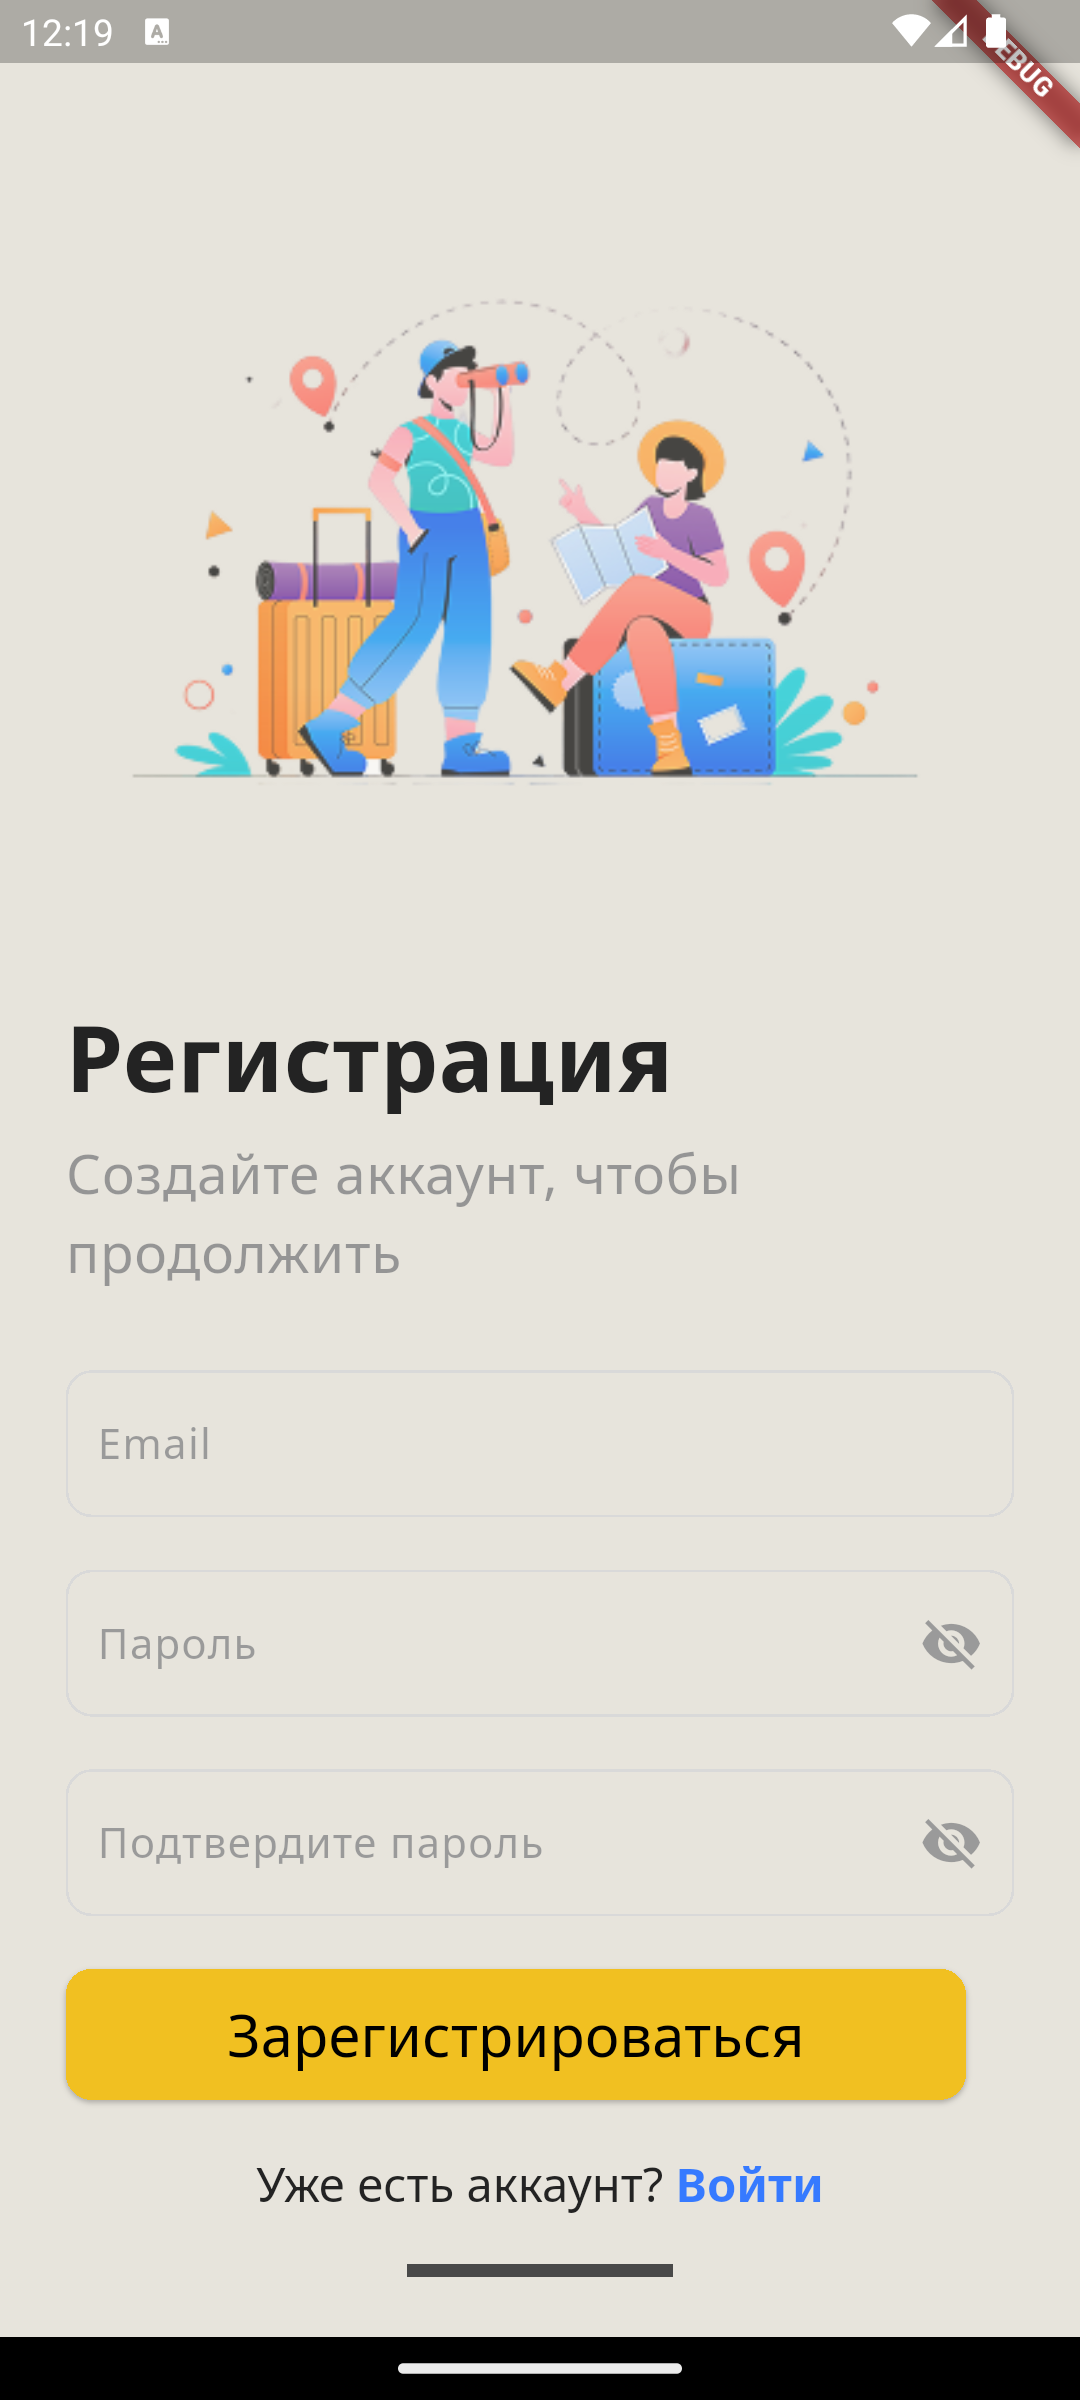 12:19
DEBUG
Регистрация
Создайте аккаунт, чтобы
продолжить
Email
Пароль
Подтвердите пароль
Зарегистрироваться
Уже есть аккаунт? Войти